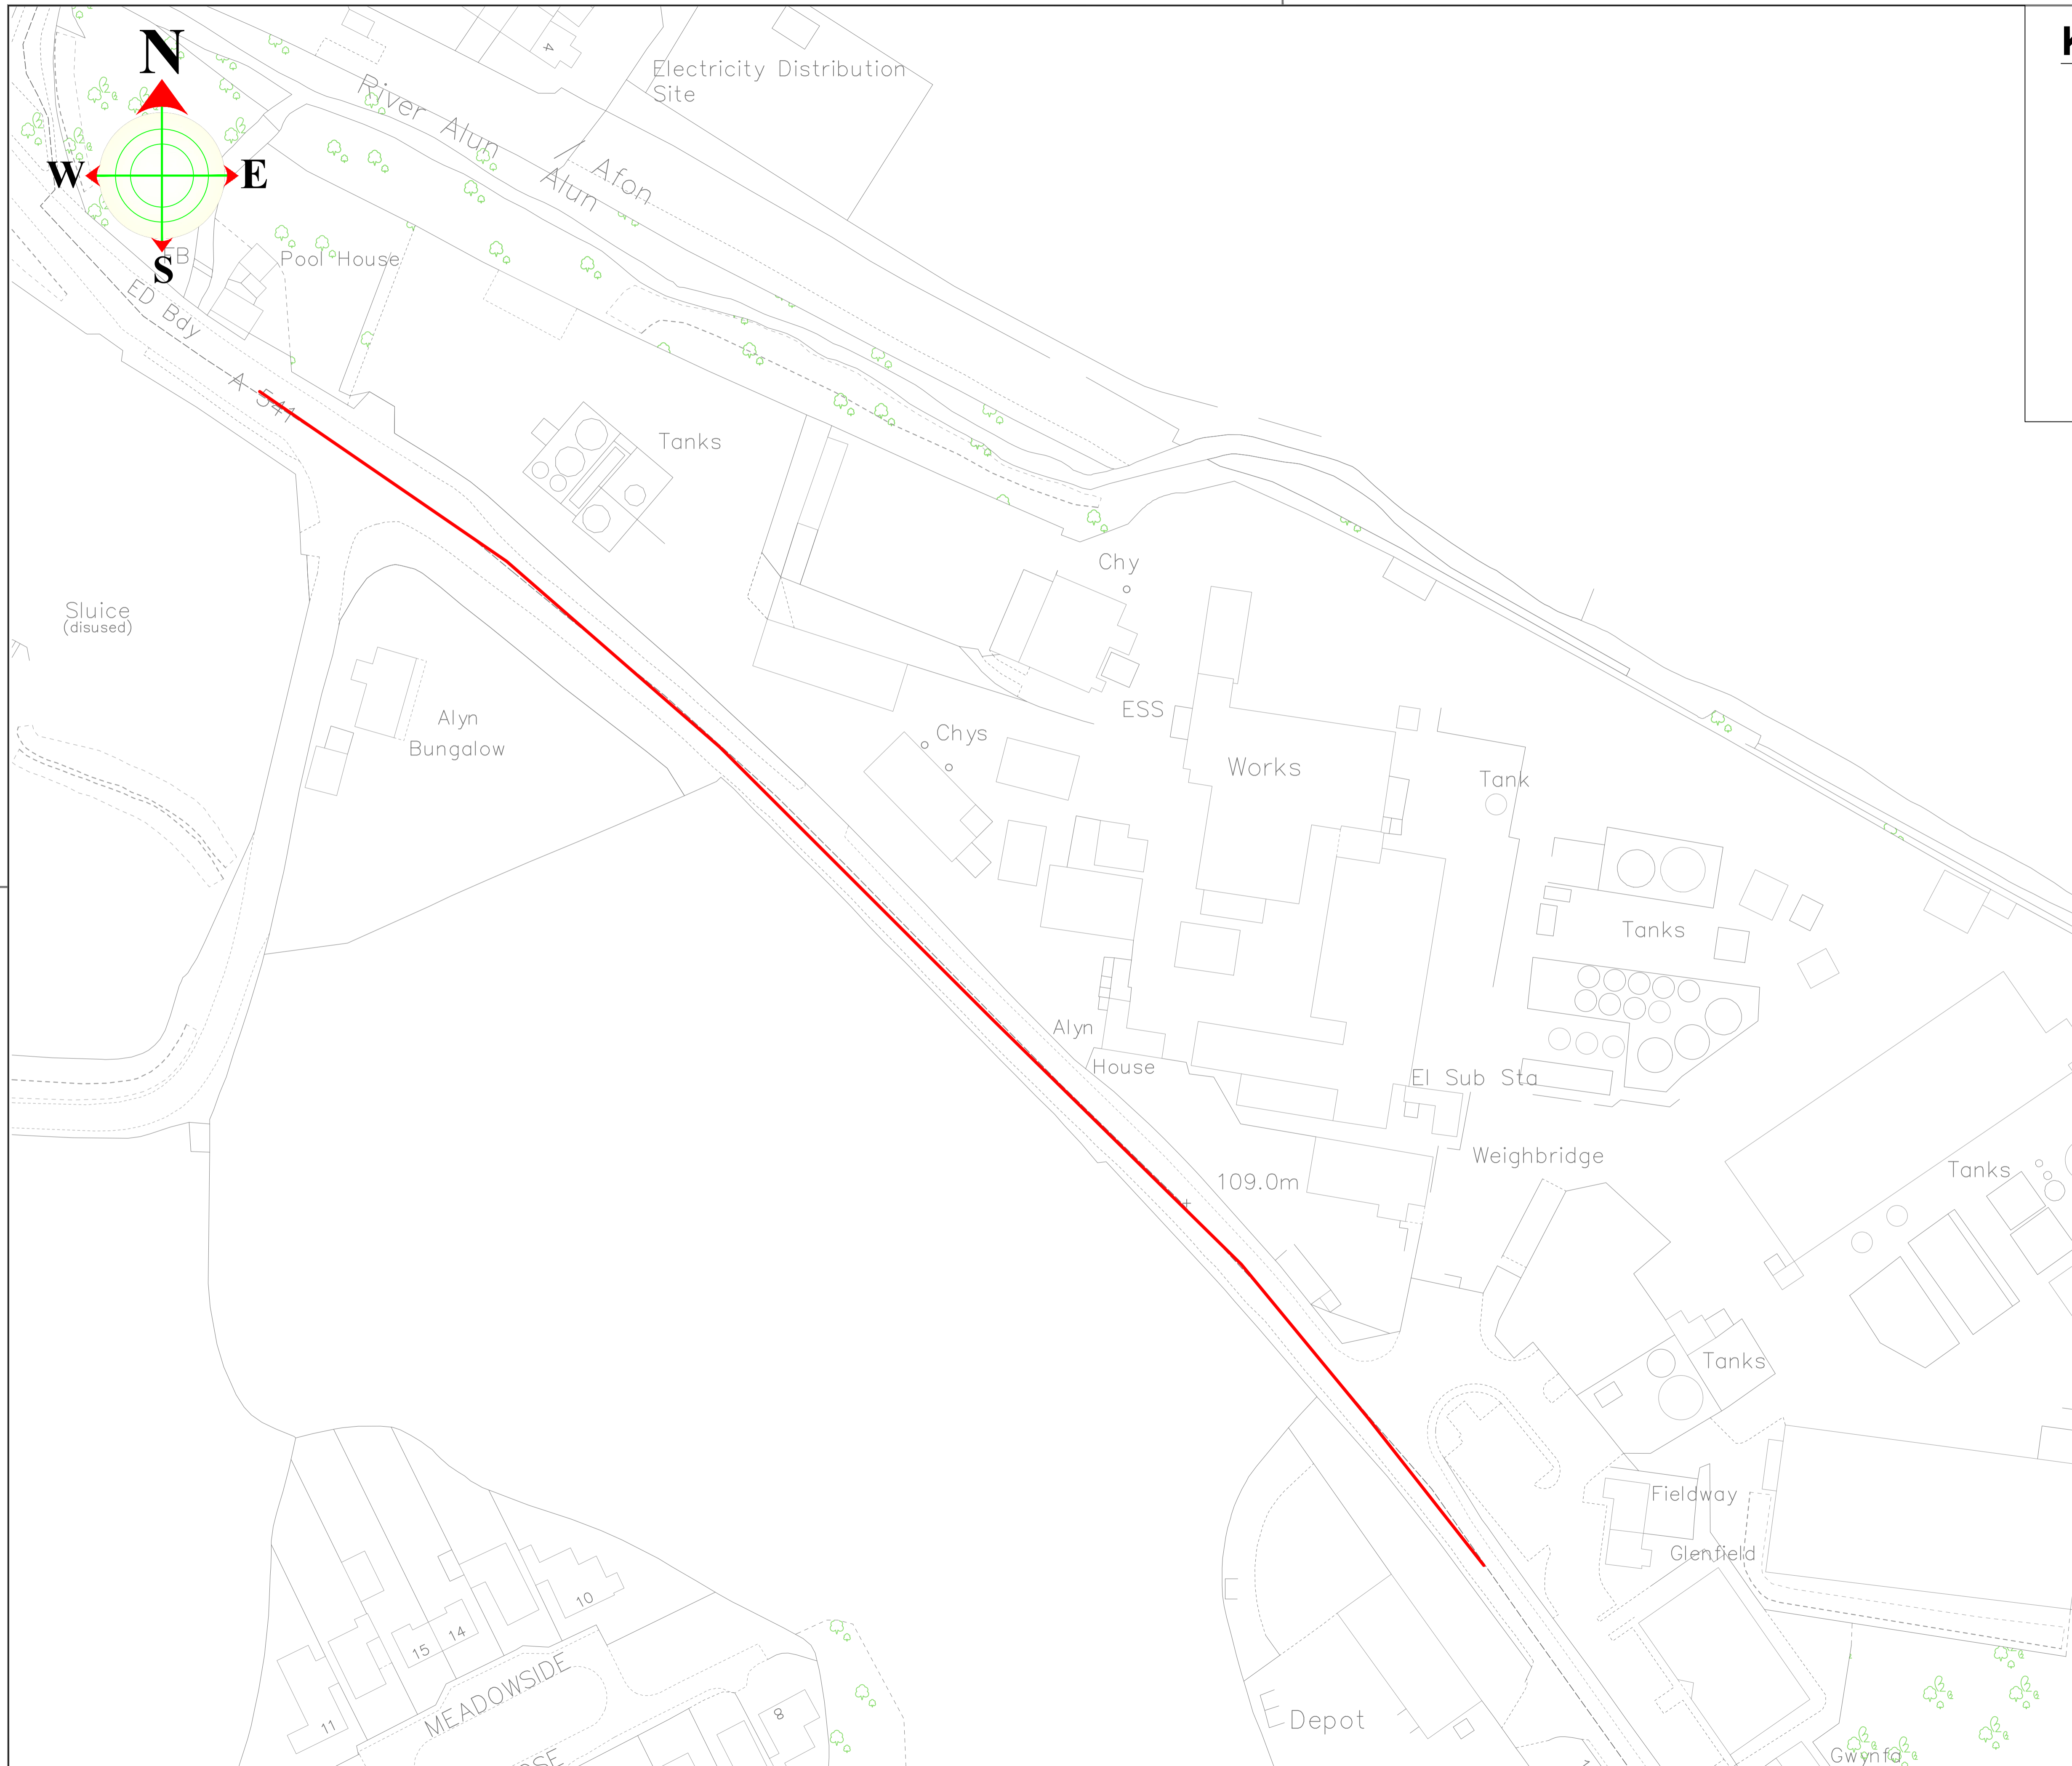 N
W
E
S
Electricity Distribution
Site
4
River Alun
/ Afon
Alun
FB
Pool House
ED Bdy
A 541
Tanks
Chy
Sluice
(disused)
Alyn
Bungalow
ESS
Chys
Works
Tank
Tanks
Alyn
House
El Sub Sta
Weighbridge
109.0m
Tanks
Tanks
Fieldway
Glenfield
10
14
15
11
MEADOWSIDE
8
Depot
Gwynfa